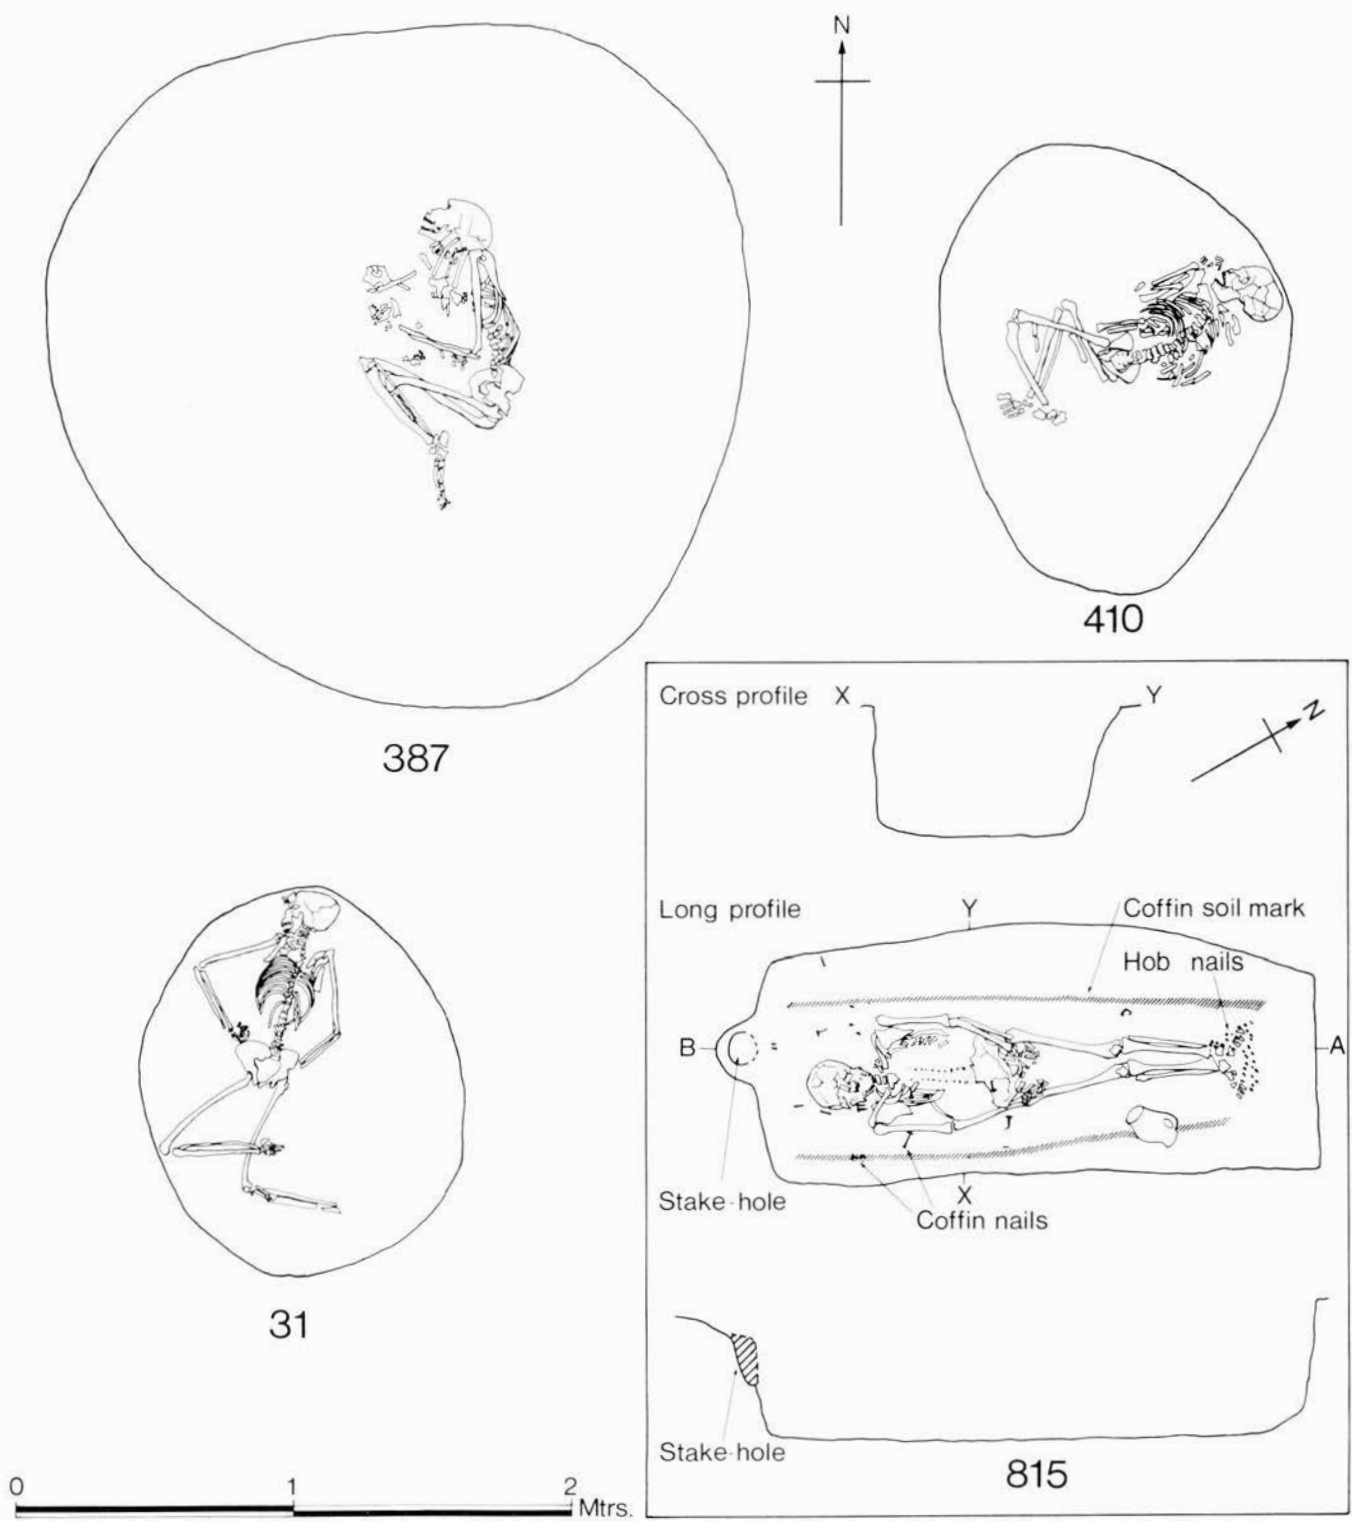 N
387
410
Cross profile X Y
N
Long profile Y Coffin soil mark
Hob nails
B A
Stake-hole X
Coffin nails
31
Stake-hole
815
0 1 2 Mtrs.